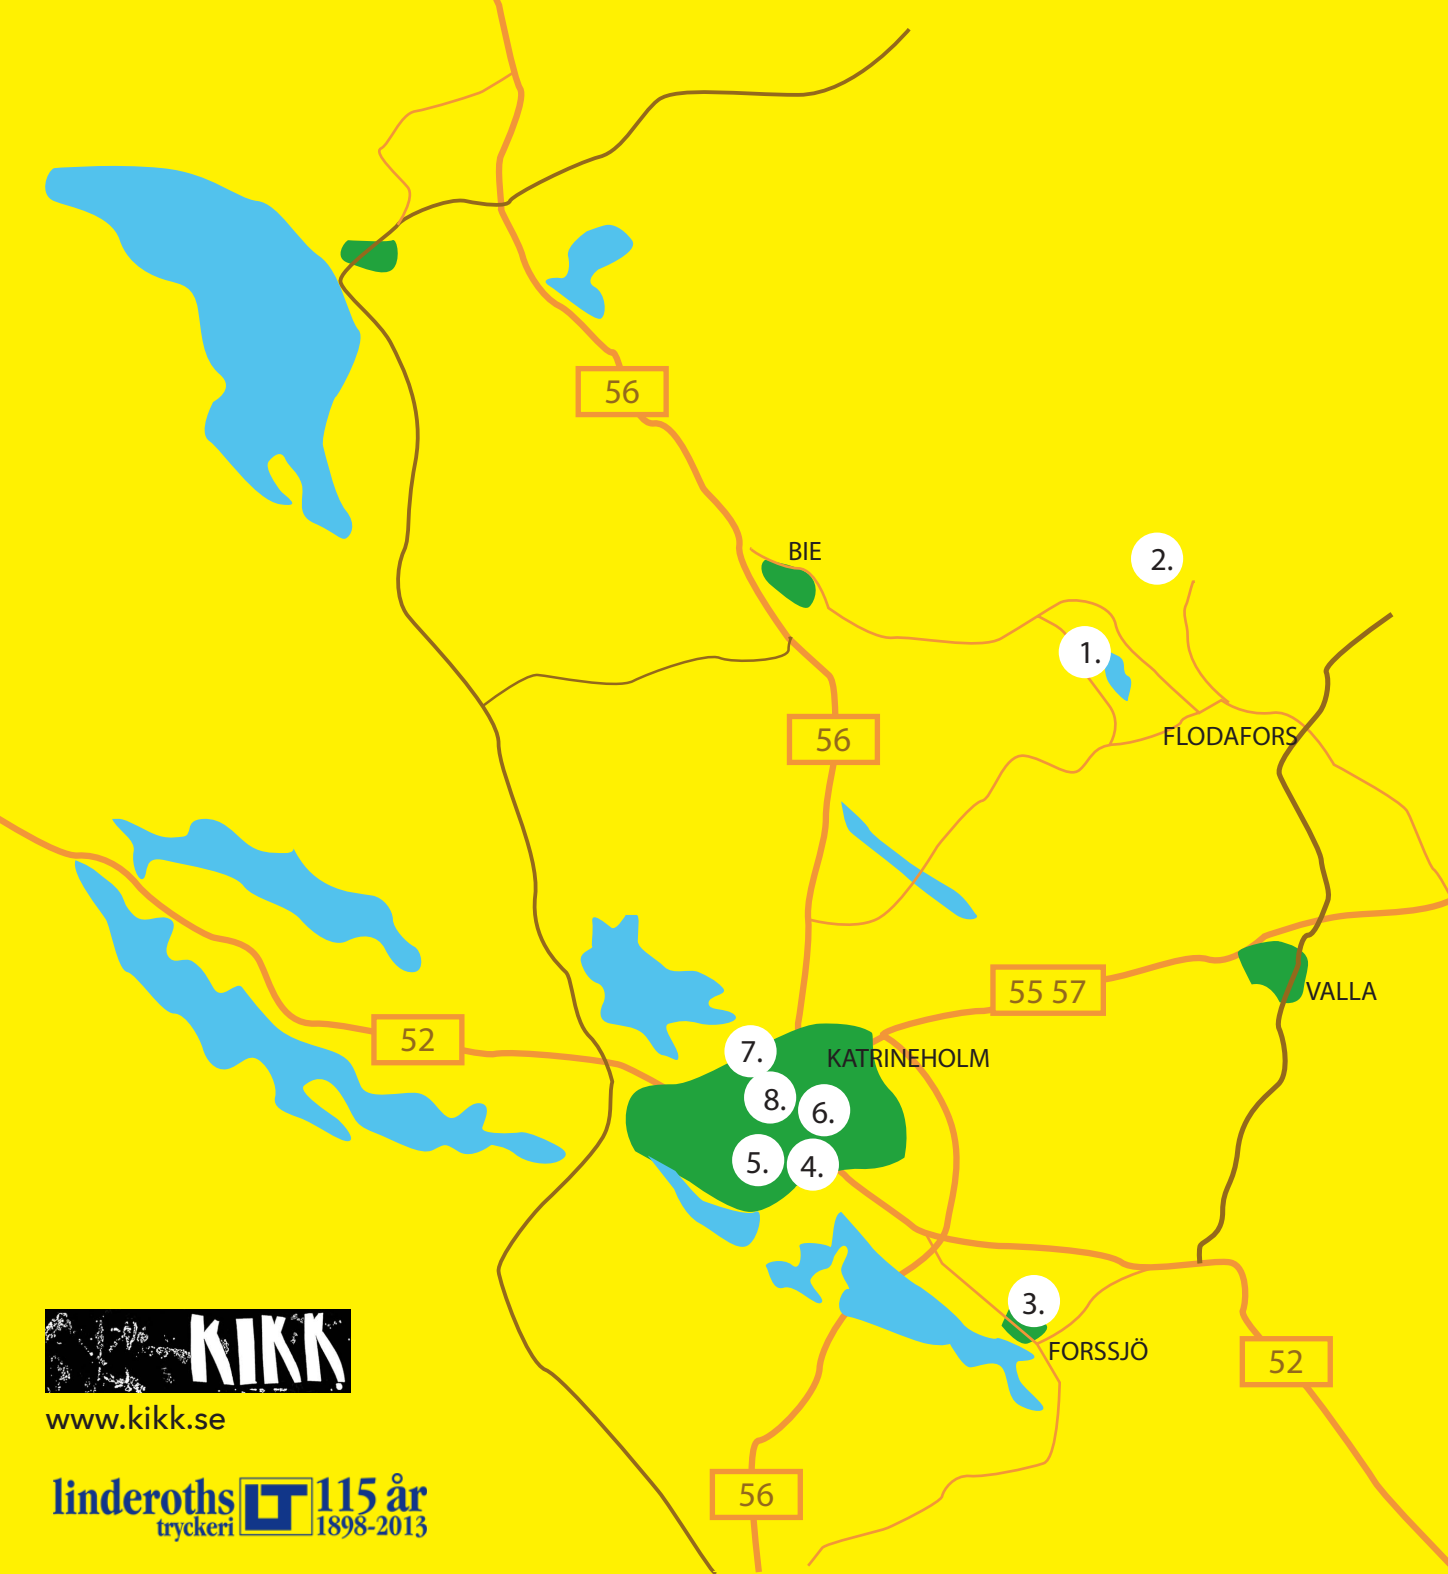 56
BIE
2.
1.
56
FLODAFORS
55 57
VALLA
52
7.
KATRINEHOLM
8.
6.
5.
4.
3.
FORSSJÖ
52
KIKK.
www.kikk.se
linderoths
tryckeri
LT
115 år
1898-2013
56